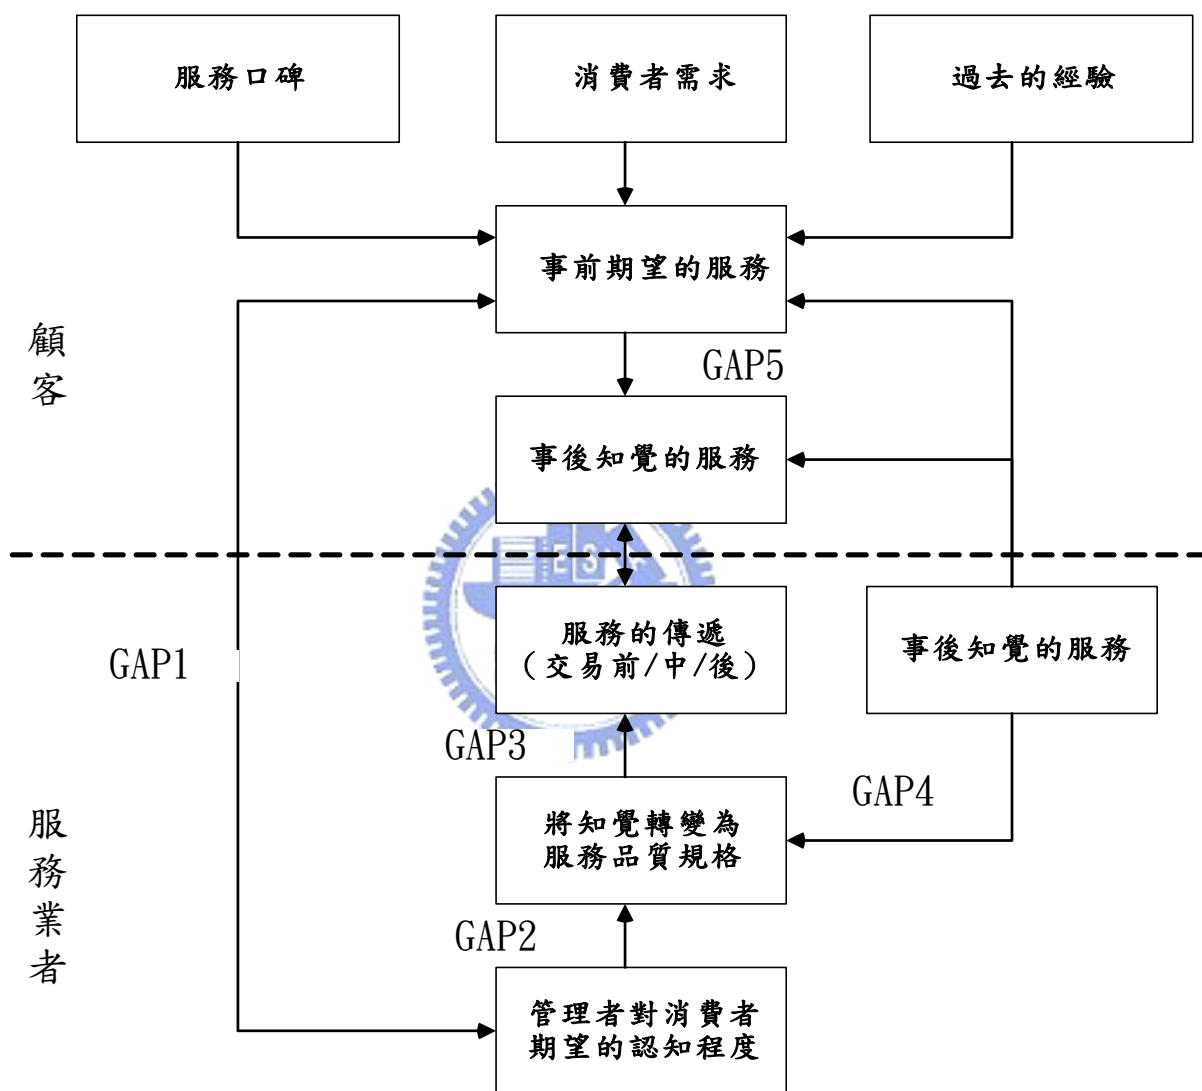 服務口碑
消費者需求
過去的經驗
事前期望的服務
顧
客
GAP5
事後知覺的服務
ES
服務的傳遞
(交易前/中/後)
事後知覺的服務
GAP1
GAP3
將知覺轉變為
服務品質規格
GAP4
服
務
業
者
GAP2
管理者對消費者
期望的認知程度